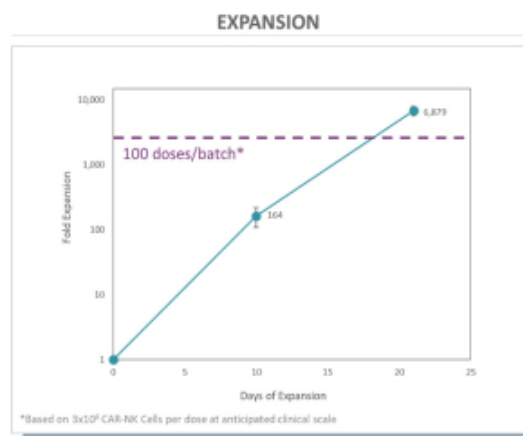 EXPANSION
10,000
6,879
100 doses/batch*
1,000
Fold Expansion
164
100
10
1
0 5 10 15 20 25
Days of Expansion
*Based on 3x10⁹ CAR-NK Cells per dose at anticipated clinical scale